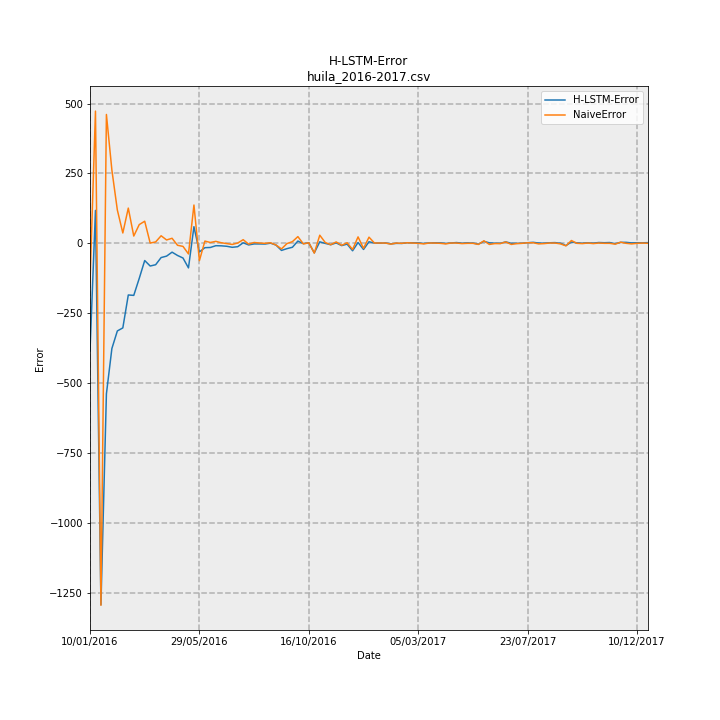 H-LSTM-Error
huila_2016-2017.csv
H-LSTM-Error
NaiveError
500
250
0
−250
−500
−750
−1000
−1250
Error
10/01/2016
29/05/2016
16/10/2016
05/03/2017
23/07/2017
10/12/2017
Date